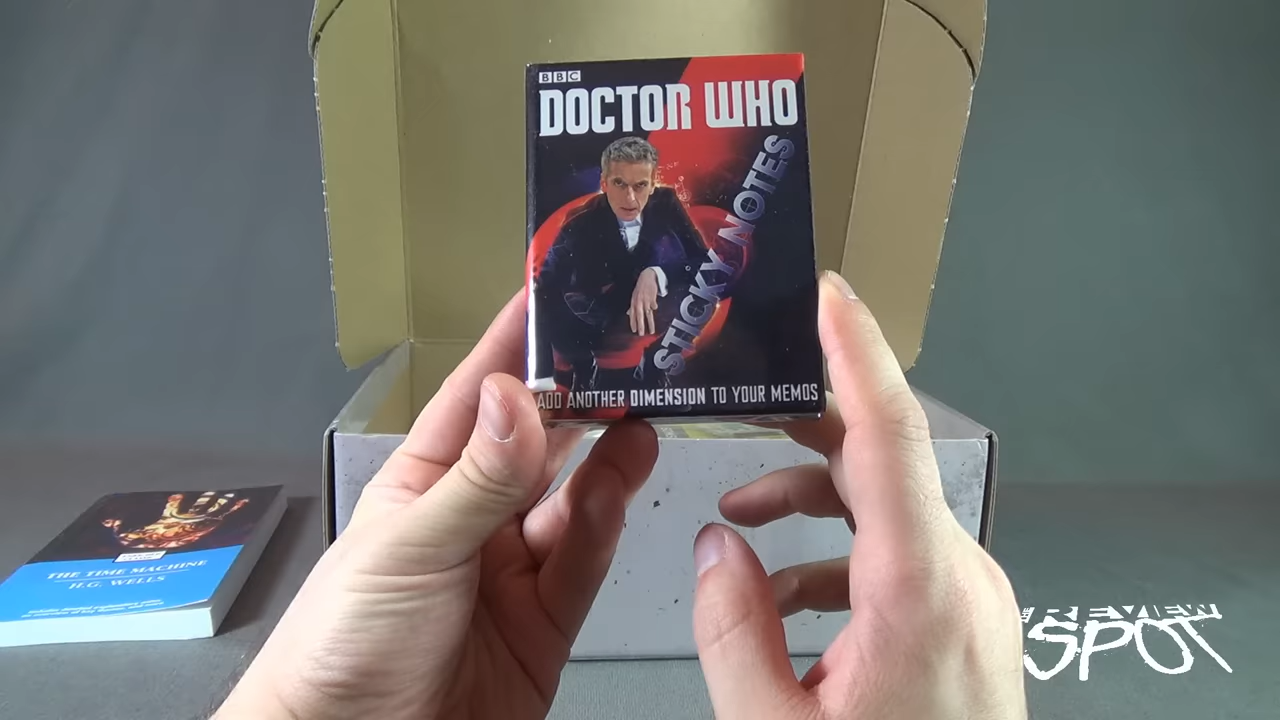 BBC
DOCTOR WHO
STICKY NOTES
ADD ANOTHER DIMENSION TO YOUR MEMOS
THE TIME MACHINE
H.G. WELLS
REVIEW
SPOT